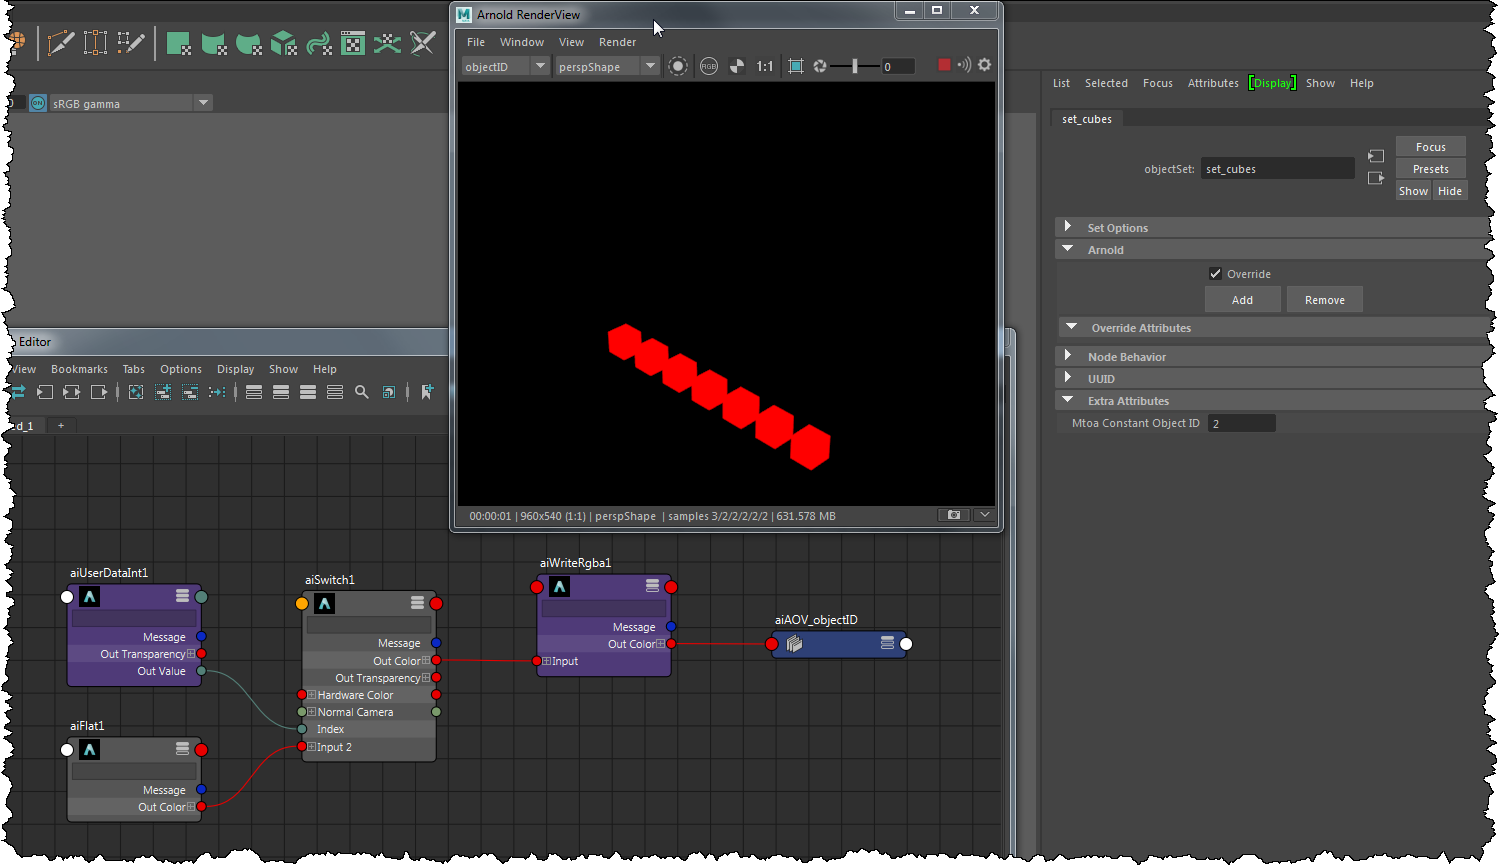 Arnold RenderView
File Window View Render
objectID perspShape RGB 1:1 0
ON sRGB gamma
00:00:01 | 960x540 (1:1) | perspShape | samples 3/2/2/2/2/2 | 631.578 MB
List Selected Focus Attributes Display Show Help
set_cubes
objectSet: set_cubes
Focus
Presets
Show Hide
Set Options
Arnold
Override
Add Remove
Override Attributes
Node Behavior
UUID
Extra Attributes
Mtoa Constant Object ID 2
Editor
View Bookmarks Tabs Options Display Show Help
d_1 +
aiUserDataInt1
Message
Out Transparency
Out Value
aiFlat1
Message
Out Color
aiSwitch1
Message
Out Color
Out Transparency
Hardware Color
Normal Camera
Index
Input 2
aiWriteRgba1
Message
Out Color
Input
aiAOV_objectID